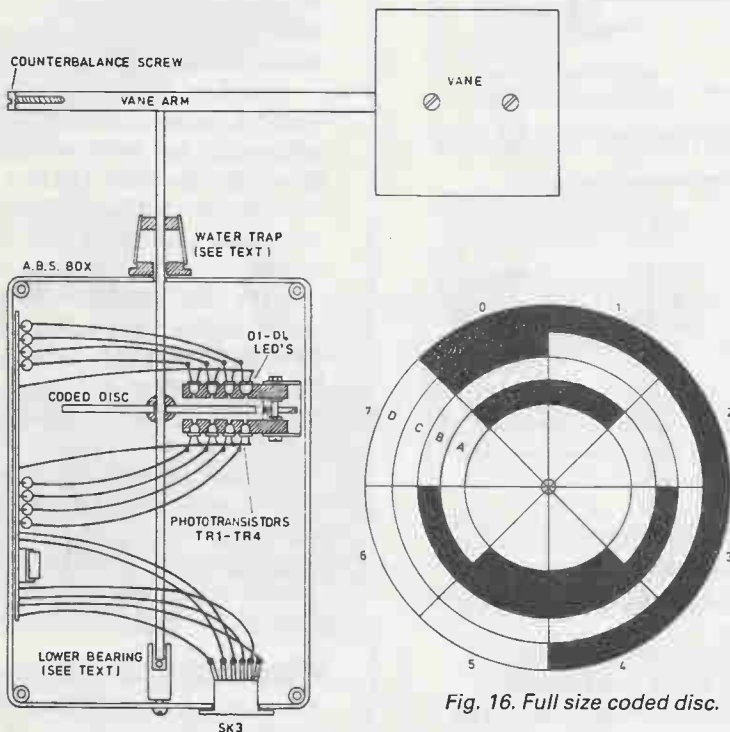 COUNTERBALANCE SCREW
VANE ARM
VANE
WATER TRAP
(SEE TEXT)
A.B.S. BOX
D1-D4
LED'S
CODED DISC
PHOTOTRANSISTORS
TR1-TR4
LOWER BEARING
(SEE TEXT)
SK3
0
1
2
3
4
5
6
7
D
C
B
A
Fig. 16. Full size coded disc.